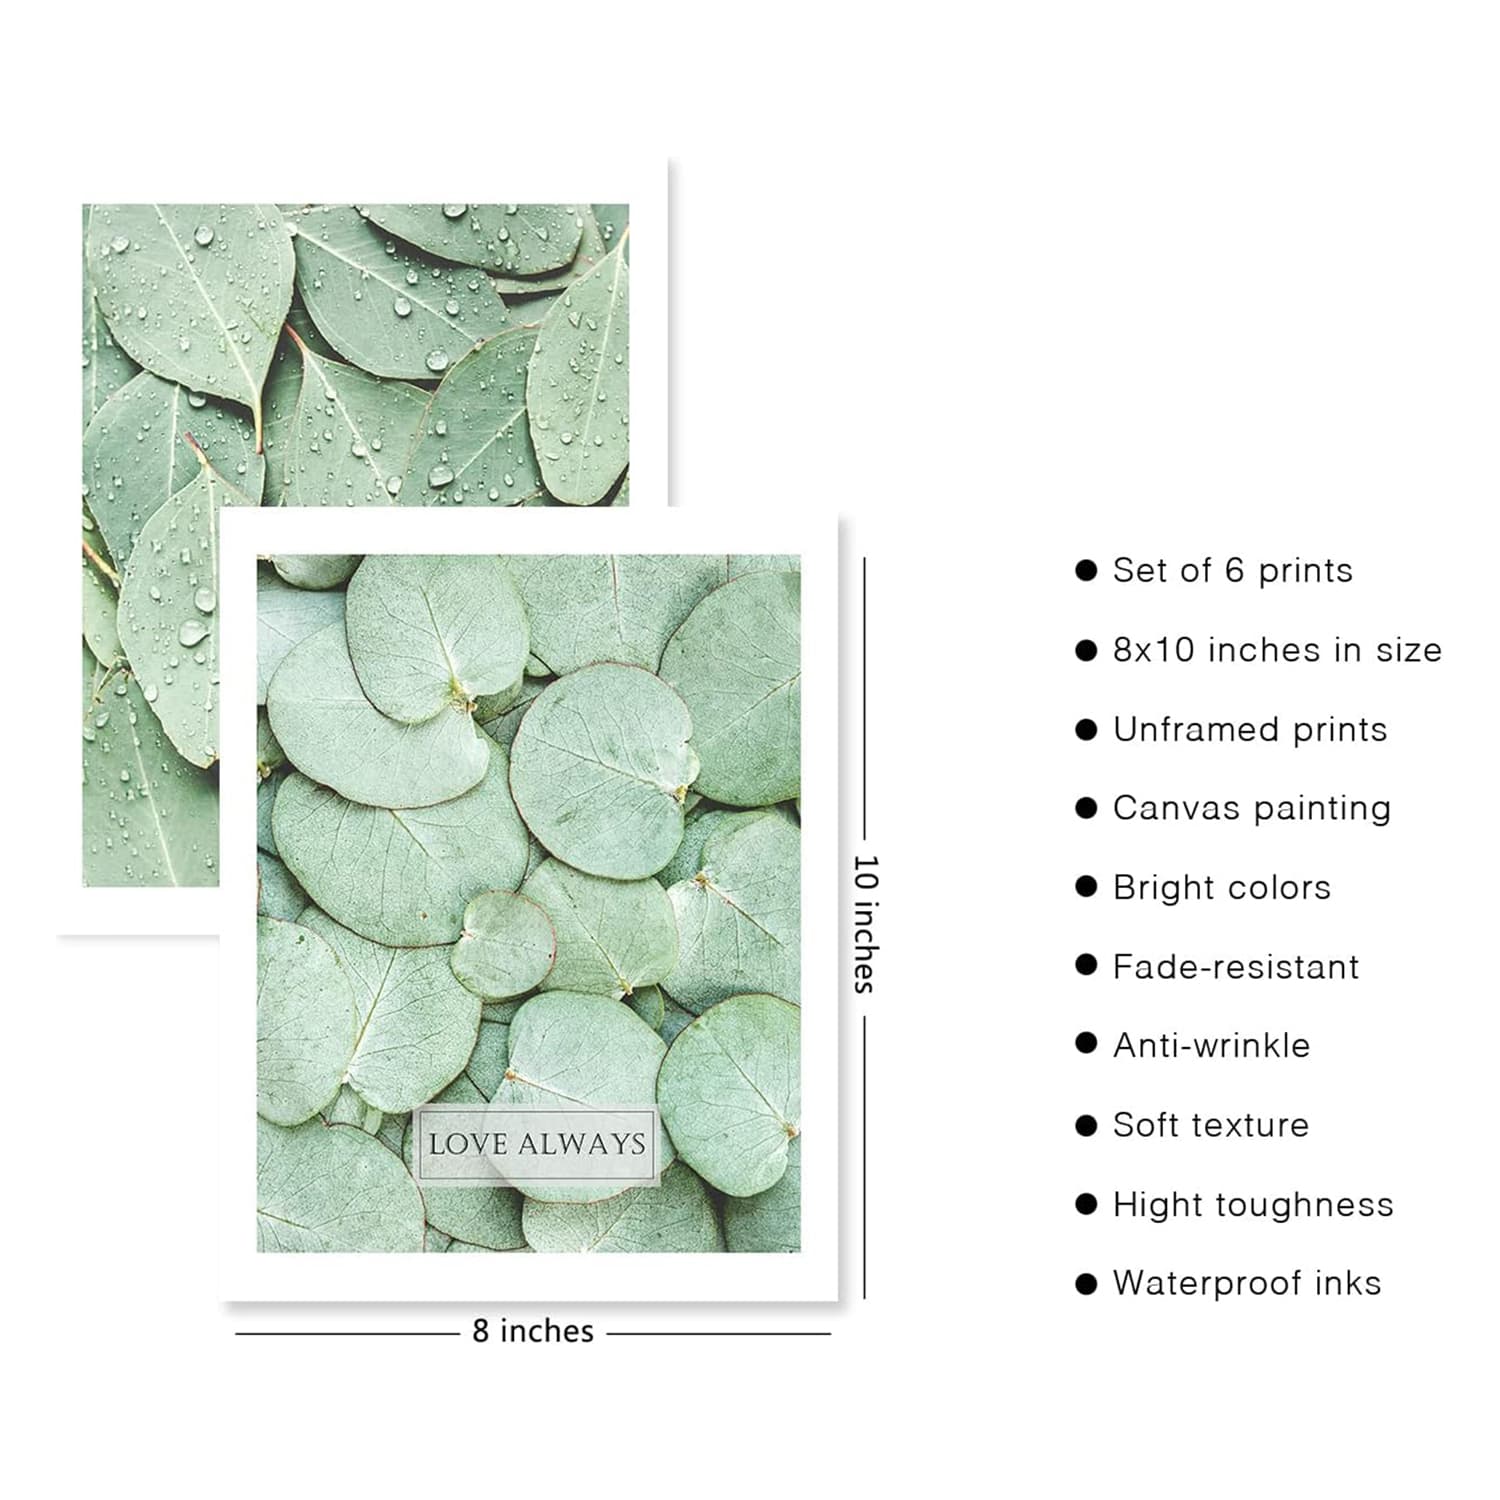 LOVE ALWAYS
10 inches
8 inches
Set of 6 prints
8x10 inches in size
Unframed prints
Canvas painting
Bright colors
Fade-resistant
Anti-wrinkle
Soft texture
Hight toughness
Waterproof inks